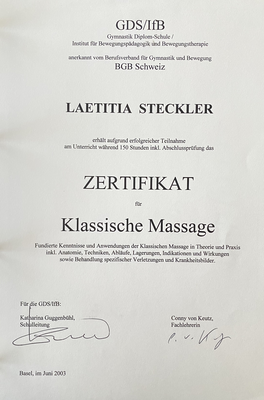 GDS/IfB
Gymnastik Diplom-Schule /
Institut für Bewegungspädagogik und Bewegungstherapie
anerkannt vom Berufsverband für Gymnastik und Bewegung
BGB Schweiz
LAETITIA STECKLER
erhält aufgrund erfolgreicher Teilnahme
am Unterricht während 150 Stunden inkl. Abschlussprüfung das
ZERTIFIKAT
für
Klassische Massage
Fundierte Kenntnisse und Anwendungen der Klassischen Massage in Theorie und Praxis
inkl. Anatomie, Techniken, Abläufe, Lagerungen, Indikationen und Wirkungen
sowie Behandlung spezifischer Verletzungen und Krankheitsbilder.
Für die GDS/IfB:
Katharina Guggenbühl, Conny von Keutz,
Schulleitung Fachlehrerin
Basel, im Juni 2003